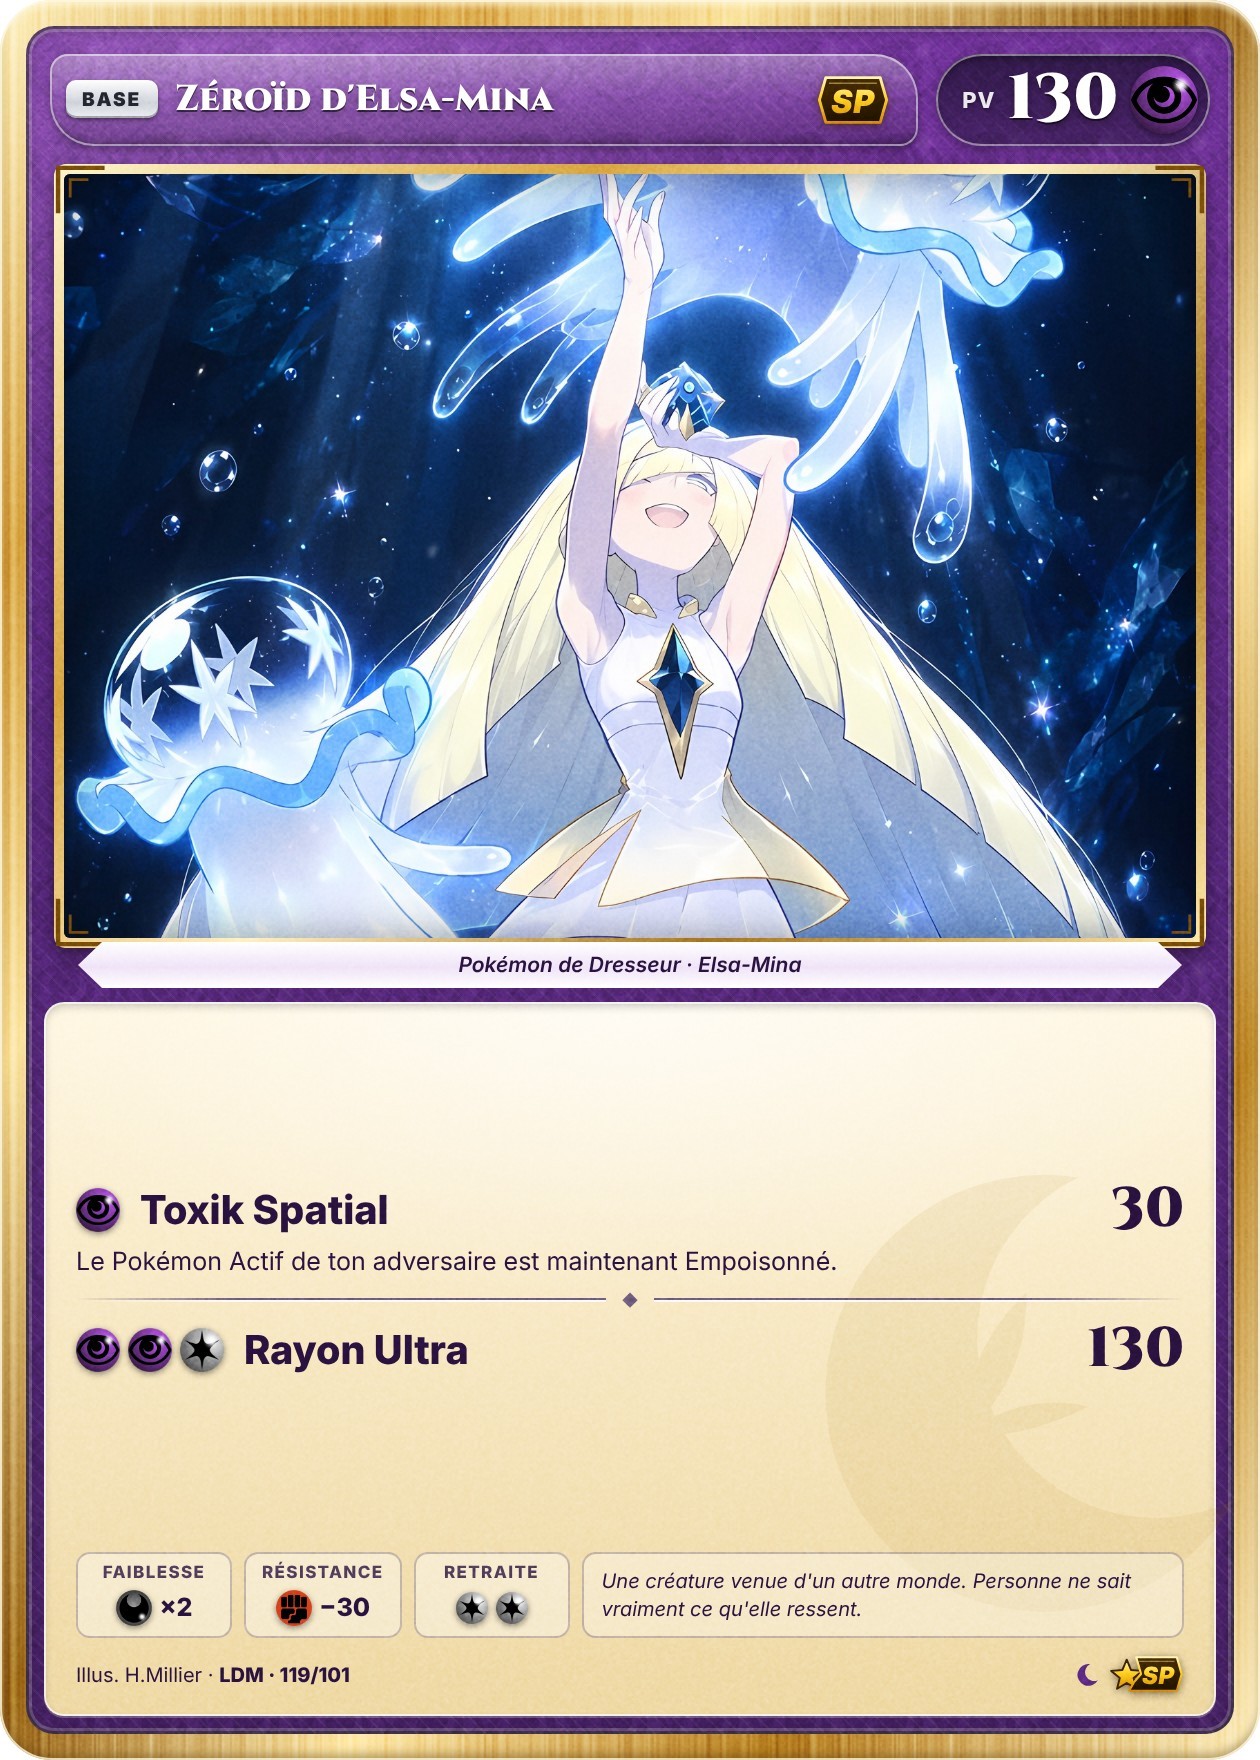 BASE Zéroïd d'Elsa-Mina SP PV 130
Pokémon de Dresseur · Elsa-Mina
Toxik Spatial 30
Le Pokémon Actif de ton adversaire est maintenant Empoisonné.
Rayon Ultra 130
FAIBLESSE
×2
RÉSISTANCE
−30
RETRAITE
Une créature venue d'un autre monde. Personne ne sait
vraiment ce qu'elle ressent.
Illus. H.Millier · LDM · 119/101
SP